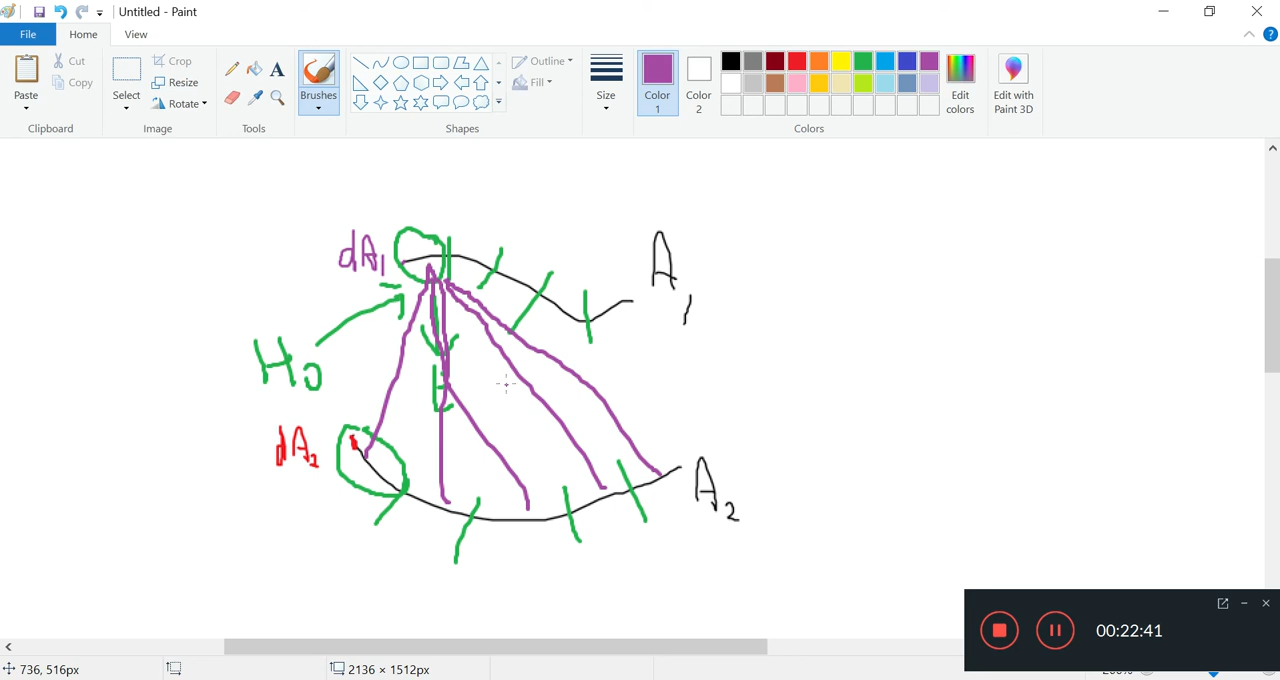 Untitled - Paint
File Home View
Cut
Crop
Outline
Copy
Resize
Fill
Paste
Select
Rotate
Brushes
Size
Color 1
Color 2
Edit colors
Edit with Paint 3D
Clipboard
Image
Tools
Shapes
Colors
dA1
A1
H0
E
dA2
A2
00:22:41
736, 516px
2136 × 1512px